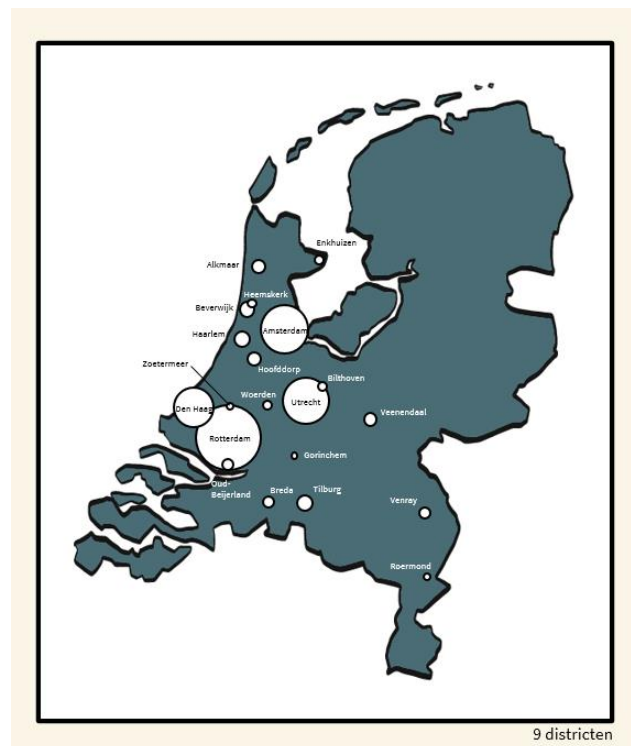 Enkhuizen
Alkmaar
Heemskerk
Beverwijk
Amsterdam
Haarlem
Zoetermeer
Hoofddorp
Bilthoven
Woerden
Utrecht
Den Haag
Veenendaal
Rotterdam
Gorinchem
Oud-
Beijerland
Breda
Tilburg
Venray
Roermond
9 districten